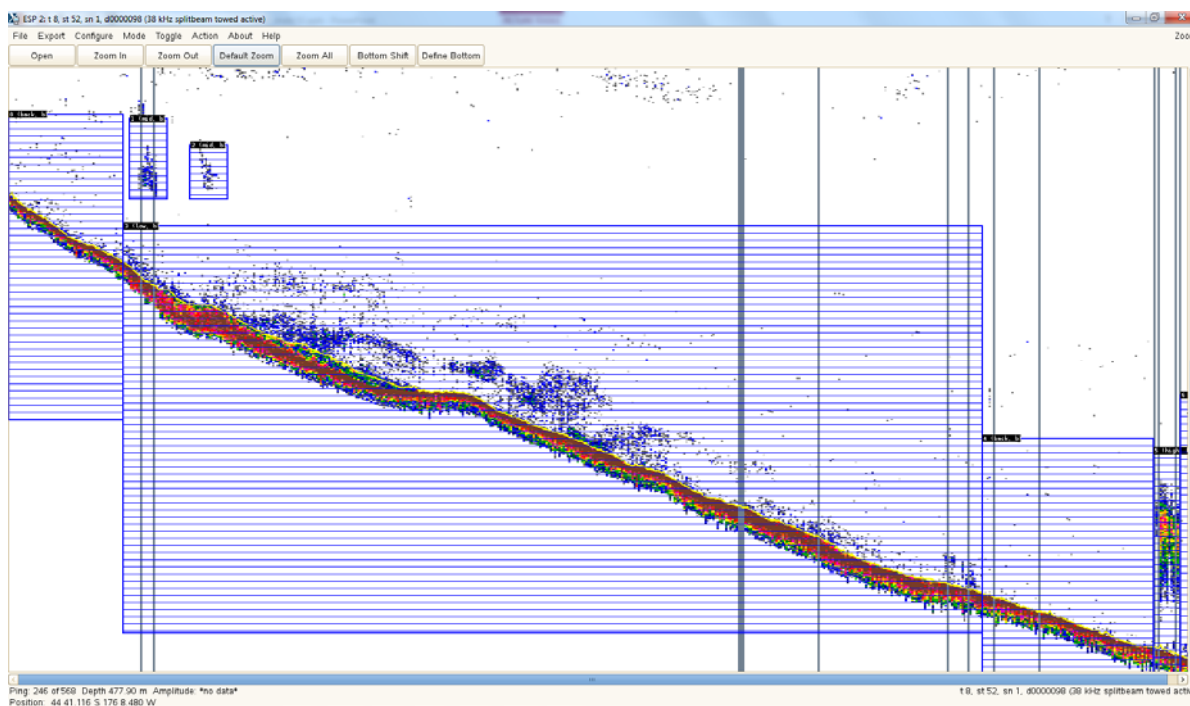 ESP 2: t 8, st 52, sn 1, d0000098 (38 kHz splitbeam towed active)
File Export Configure Mode Toggle Action About Help
Open Zoom In Zoom Out Default Zoom Zoom All Bottom Shift Define Bottom
Ping: 246 of 568 Depth 477.90 m Amplitude: *no data*
t 8, st 52, sn 1, d0000098 (38 kHz splitbeam towed
Position: 44 41.116 S 176 8.480 W